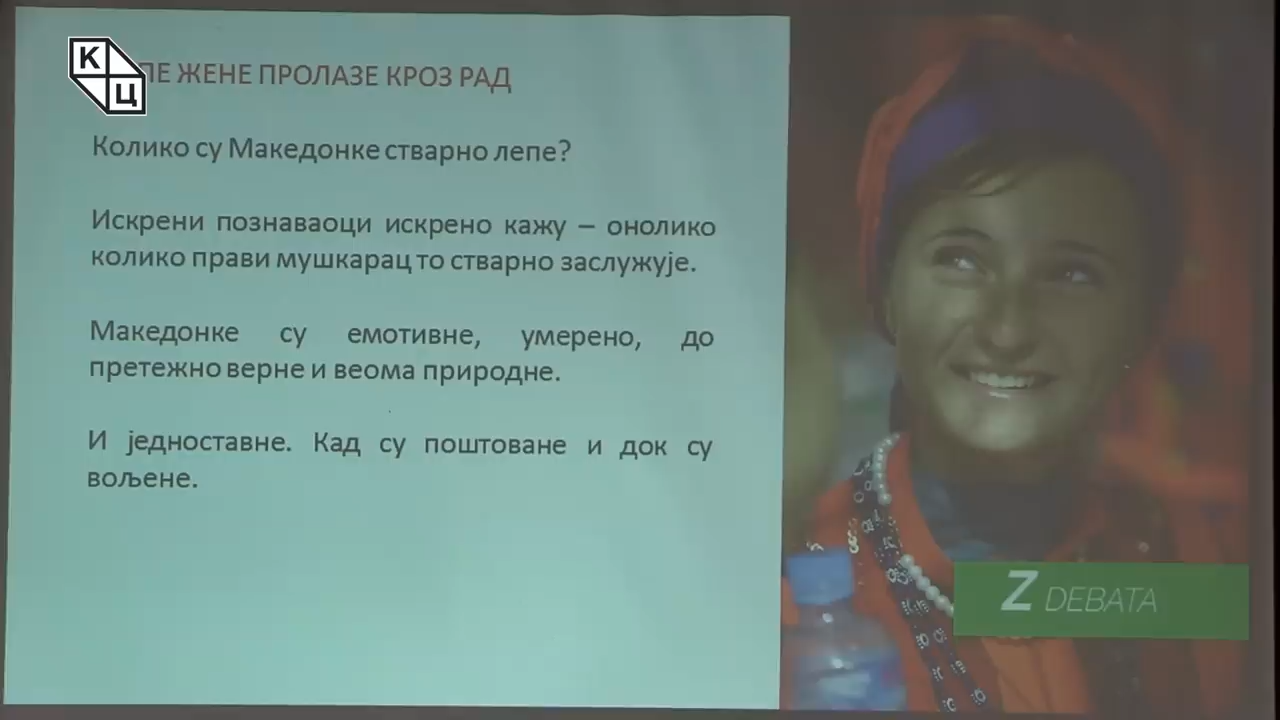 К
Ц
ПЕ ЖЕНЕ ПРОЛАЗЕ КРОЗ РАД
Колико су Македонке стварно лепе?
Искрени познаваоци искрено кажу – онолико
колико прави мушкарац то стварно заслужује.
Македонке су емотивне, умерено, до
претежно верне и веома природне.
И једноставне. Кад су поштоване и док су
вољене.
Z DEBATA